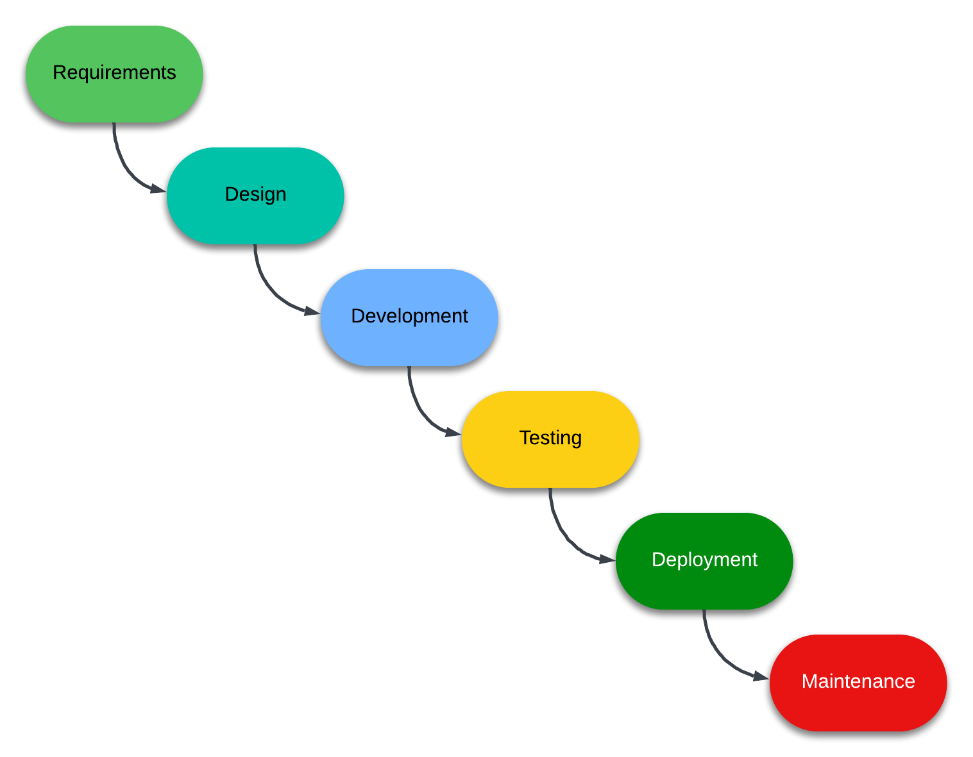 Requirements
Design
Development
Testing
Deployment
Maintenance